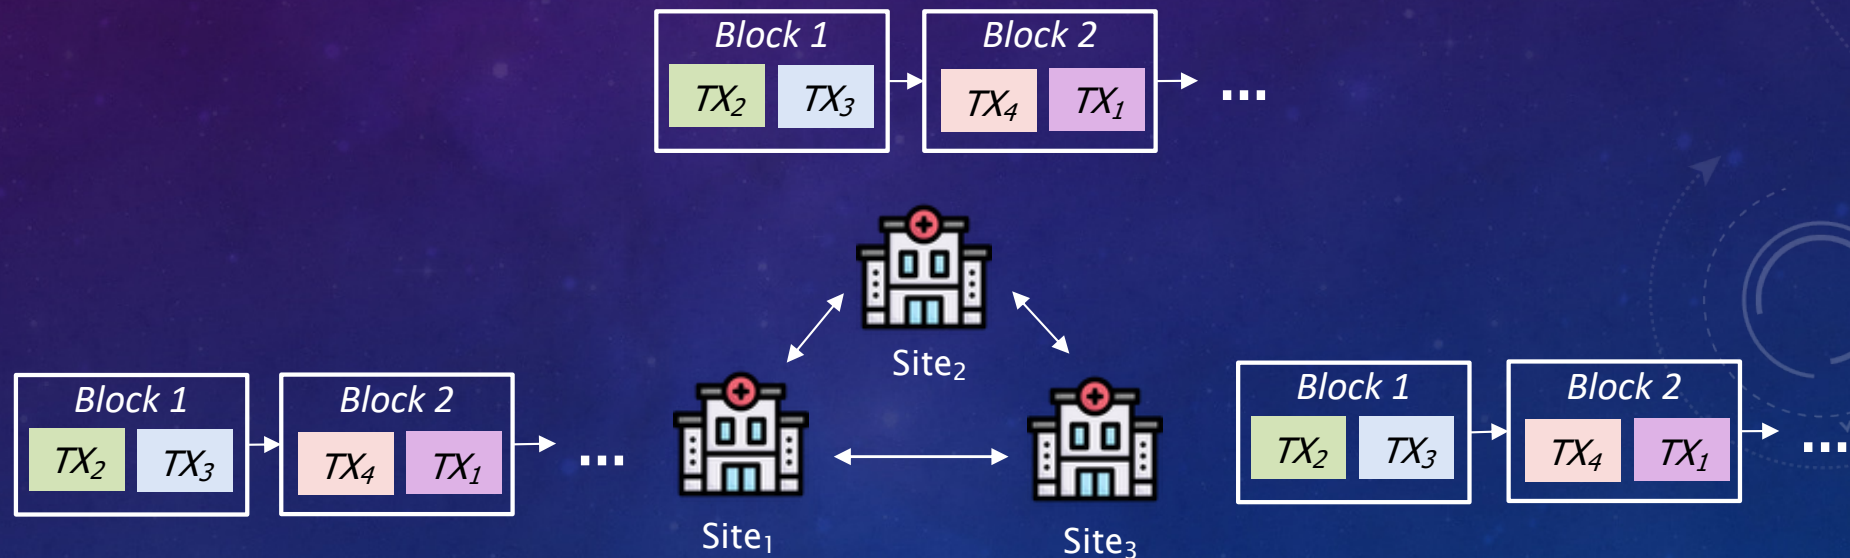 Block 1 Block 2
TX₂ TX₃ TX₄ TX₁ ...
Site₂
Block 1 Block 2
TX₂ TX₃ TX₄ TX₁ ...
Site₁
Site₃
Block 1 Block 2
TX₂ TX₃ TX₄ TX₁ ...